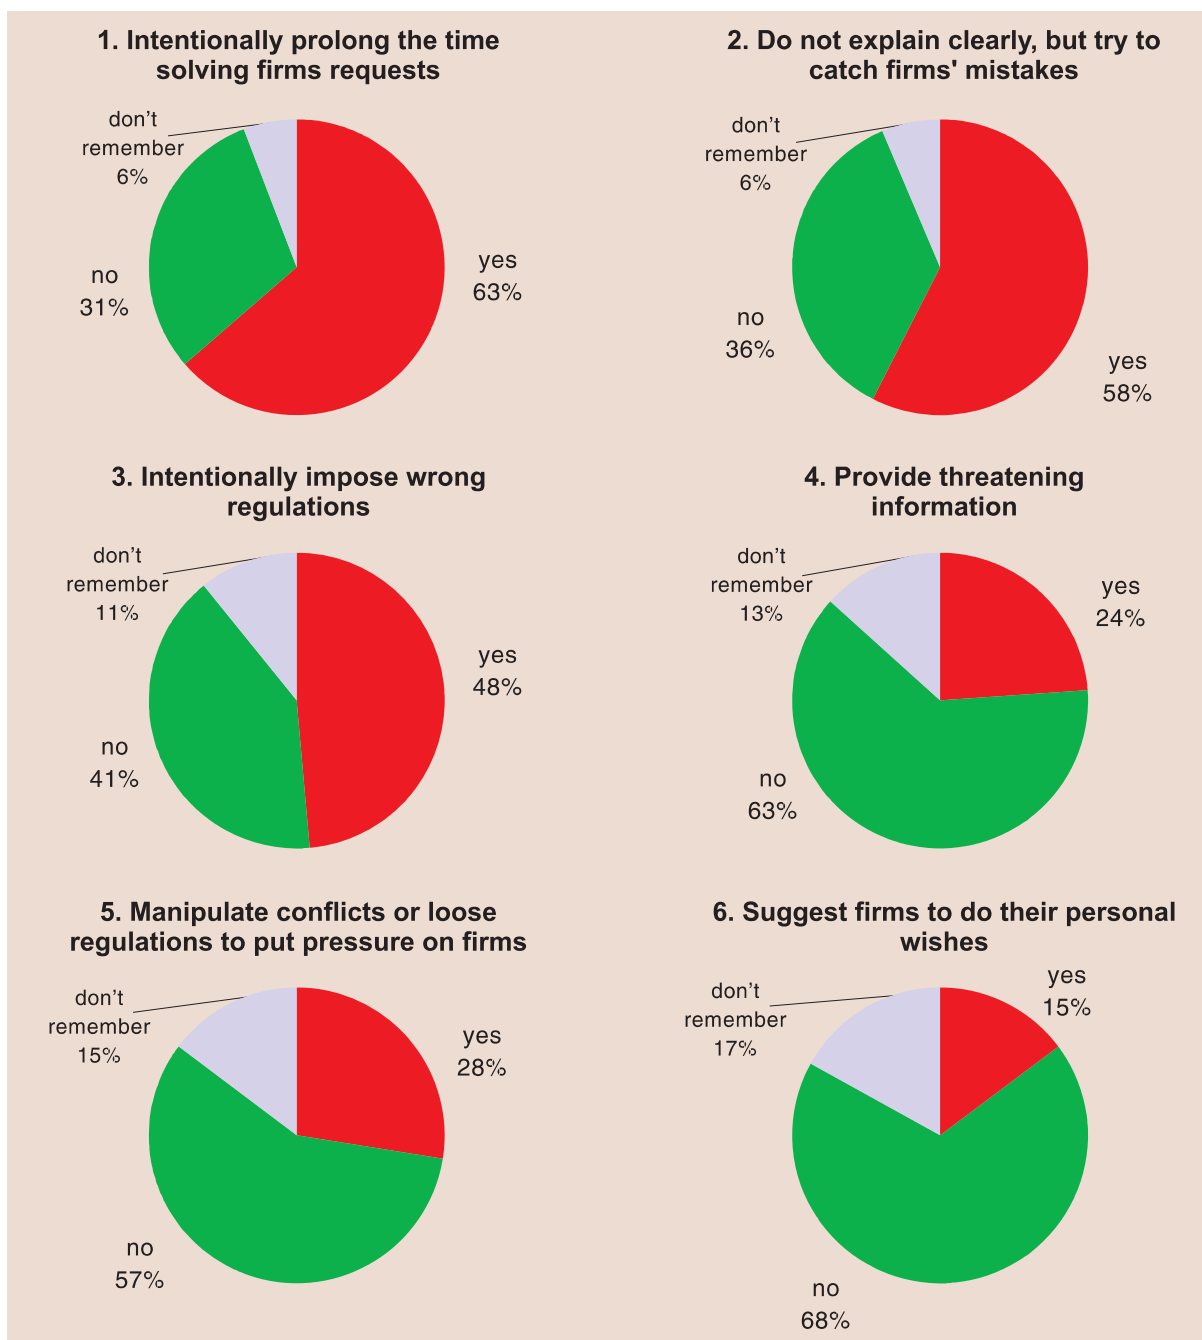 1. Intentionally prolong the time
solving firms requests
don't
remember
6%
no
31%
yes
63%
2. Do not explain clearly, but try to
catch firms' mistakes
don't
remember
6%
no
36%
yes
58%
3. Intentionally impose wrong
regulations
don't
remember
11%
no
41%
yes
48%
4. Provide threatening
information
don't
remember
13%
no
63%
yes
24%
5. Manipulate conflicts or loose
regulations to put pressure on firms
don't
remember
15%
no
57%
yes
28%
6. Suggest firms to do their personal
wishes
don't
remember
17%
yes
15%
no
68%